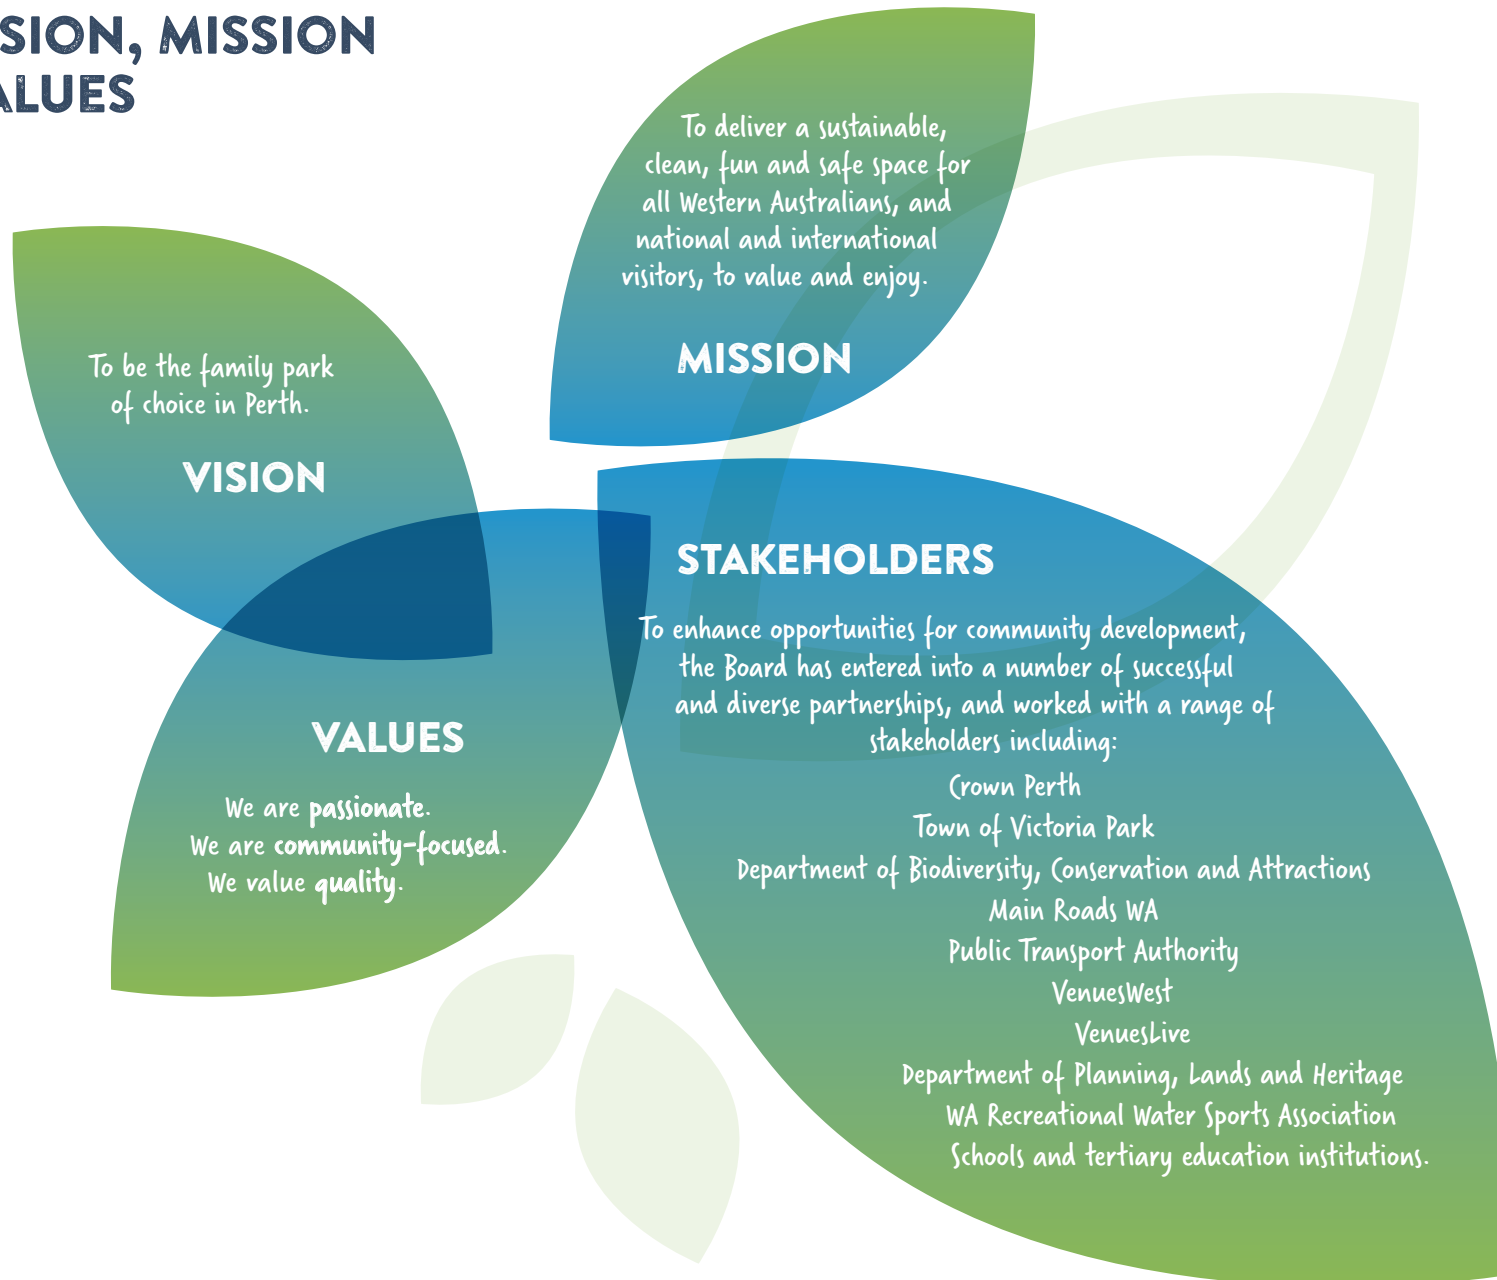 SION, MISSION
ALUES
To deliver a sustainable,
clean, fun and safe space for
all Western Australians, and
national and international
visitors, to value and enjoy.
MISSION
To be the family park
of choice in Perth.
VISION
VALUES
We are passionate.
We are community-focused.
We value quality.
STAKEHOLDERS
To enhance opportunities for community development,
the Board has entered into a number of successful
and diverse partnerships, and worked with a range of
stakeholders including:
Crown Perth
Town of Victoria Park
Department of Biodiversity, Conservation and Attractions
Main Roads WA
Public Transport Authority
VenuesWest
VenuesLive
Department of Planning, Lands and Heritage
WA Recreational Water Sports Association
Schools and tertiary education institutions.